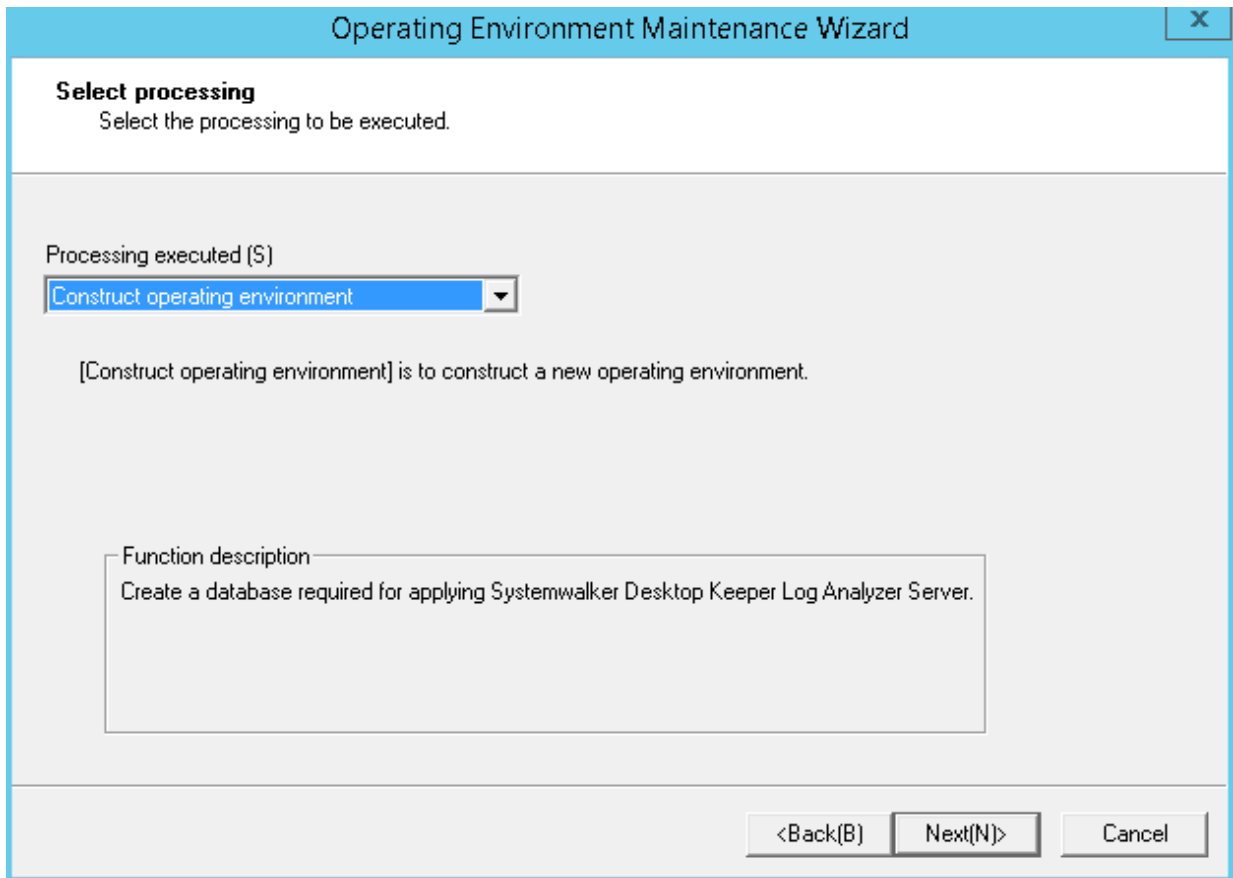 Operating Environment Maintenance Wizard
x
Select processing
Select the processing to be executed.
Processing executed (S)
Construct operating environment
[Construct operating environment] is to construct a new operating environment.
Function description
Create a database required for applying Systemwalker Desktop Keeper Log Analyzer Server.
<Back(B) Next(N)> Cancel